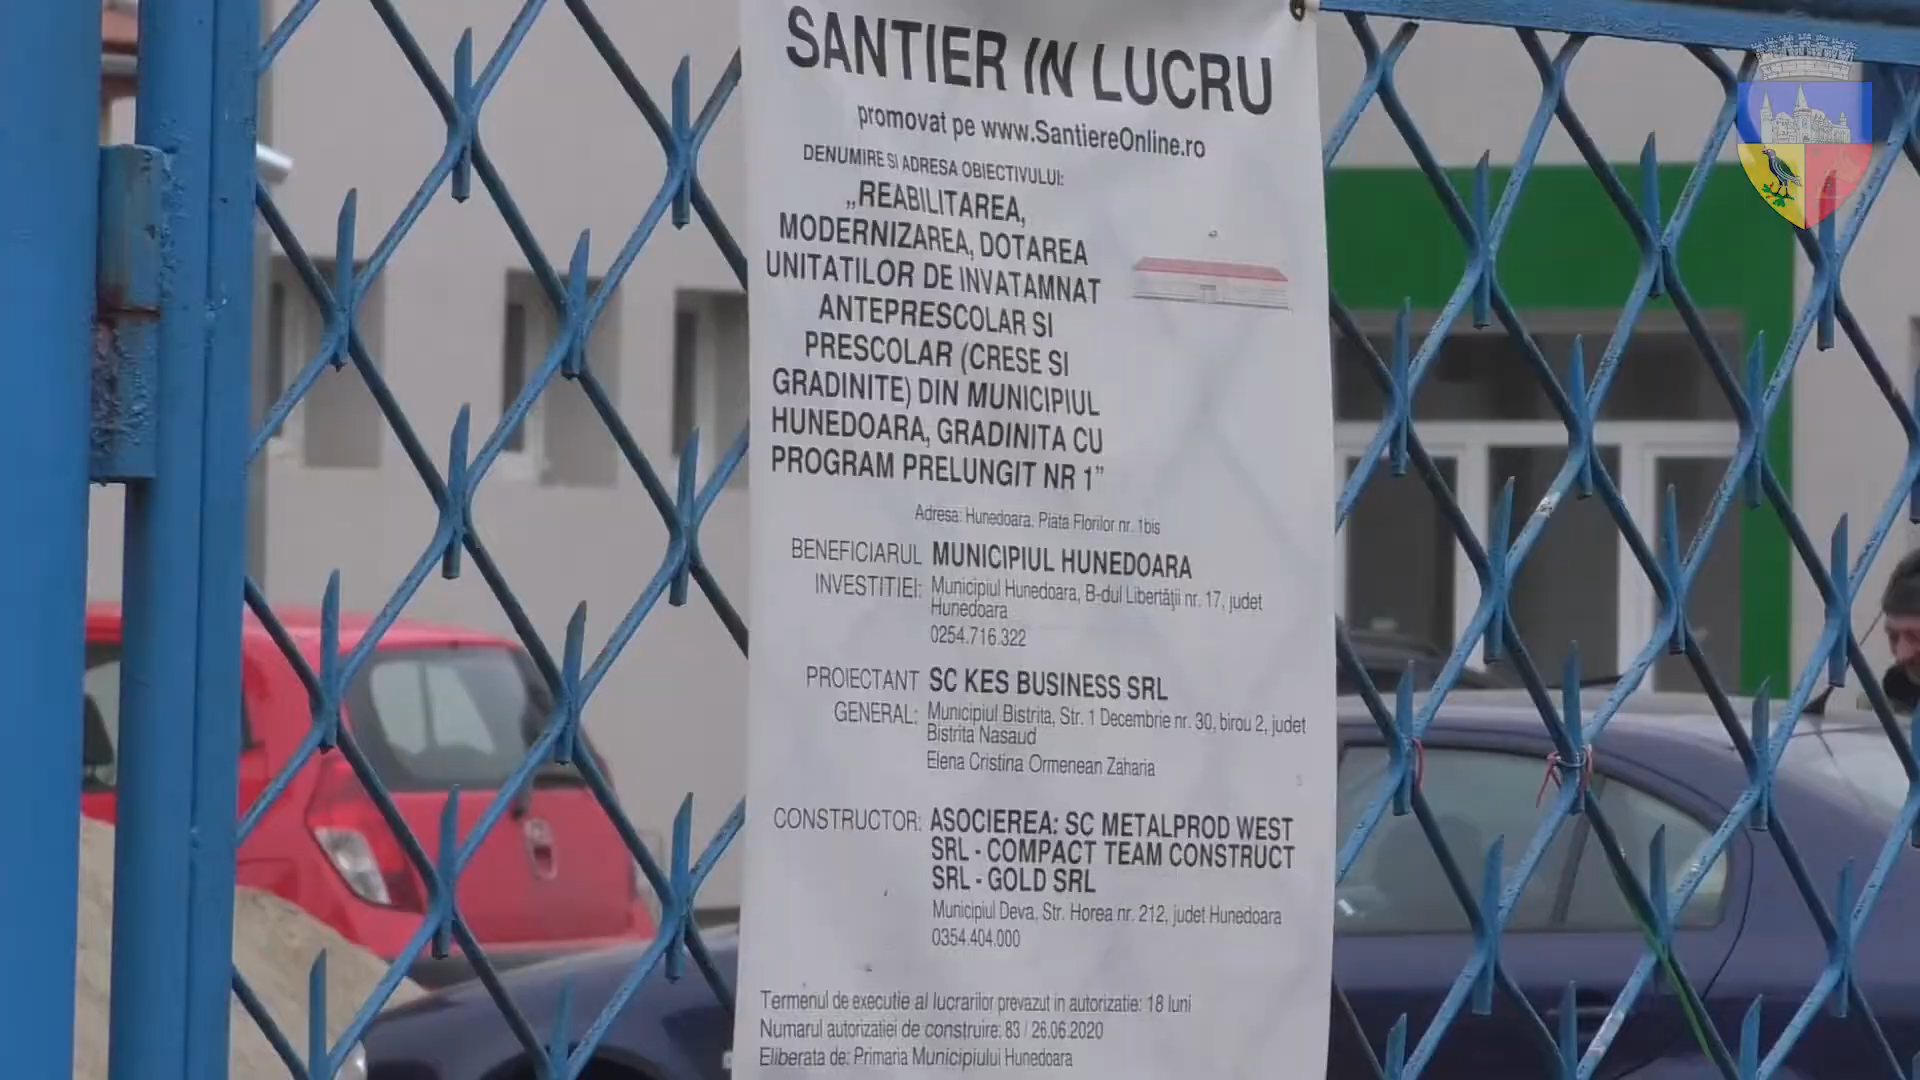 SANTIER IN LUCRU
promovat pe www.SantiereOnline.ro
DENUMIRE SI ADRESA OBIECTIVULUI:
„REABILITAREA,
MODERNIZAREA, DOTAREA
UNITATILOR DE INVATAMNAT
ANTEPRESCOLAR SI
PRESCOLAR (CRESE SI
GRADINITE) DIN MUNICIPIUL
HUNEDOARA, GRADINITA CU
PROGRAM PRELUNGIT NR 1”
Adresa: Hunedoara, Piata Florilor nr. 1bis
BENEFICIARUL MUNICIPIUL HUNEDOARA
INVESTITIEI: Municipiul Hunedoara, B-dul Libertăţii nr. 17, judet
Hunedoara
0254.716.322
PROIECTANT SC KES BUSINESS SRL
GENERAL: Municipiul Bistrita, Str. 1 Decembrie nr. 30, birou 2, judet
Bistrita Nasaud
Elena Cristina Ormenean Zaharia
CONSTRUCTOR: ASOCIEREA: SC METALPROD WEST
SRL - COMPACT TEAM CONSTRUCT
SRL - GOLD SRL
Municipiul Deva, Str. Horea nr. 212, judet Hunedoara
0354.404.000
Termenul de executie al lucrarilor prevazut in autorizatie: 18 luni
Numarul autorizatiei de construire: 83 / 26.06.2020
Eliberata de: Primaria Municipiului Hunedoara